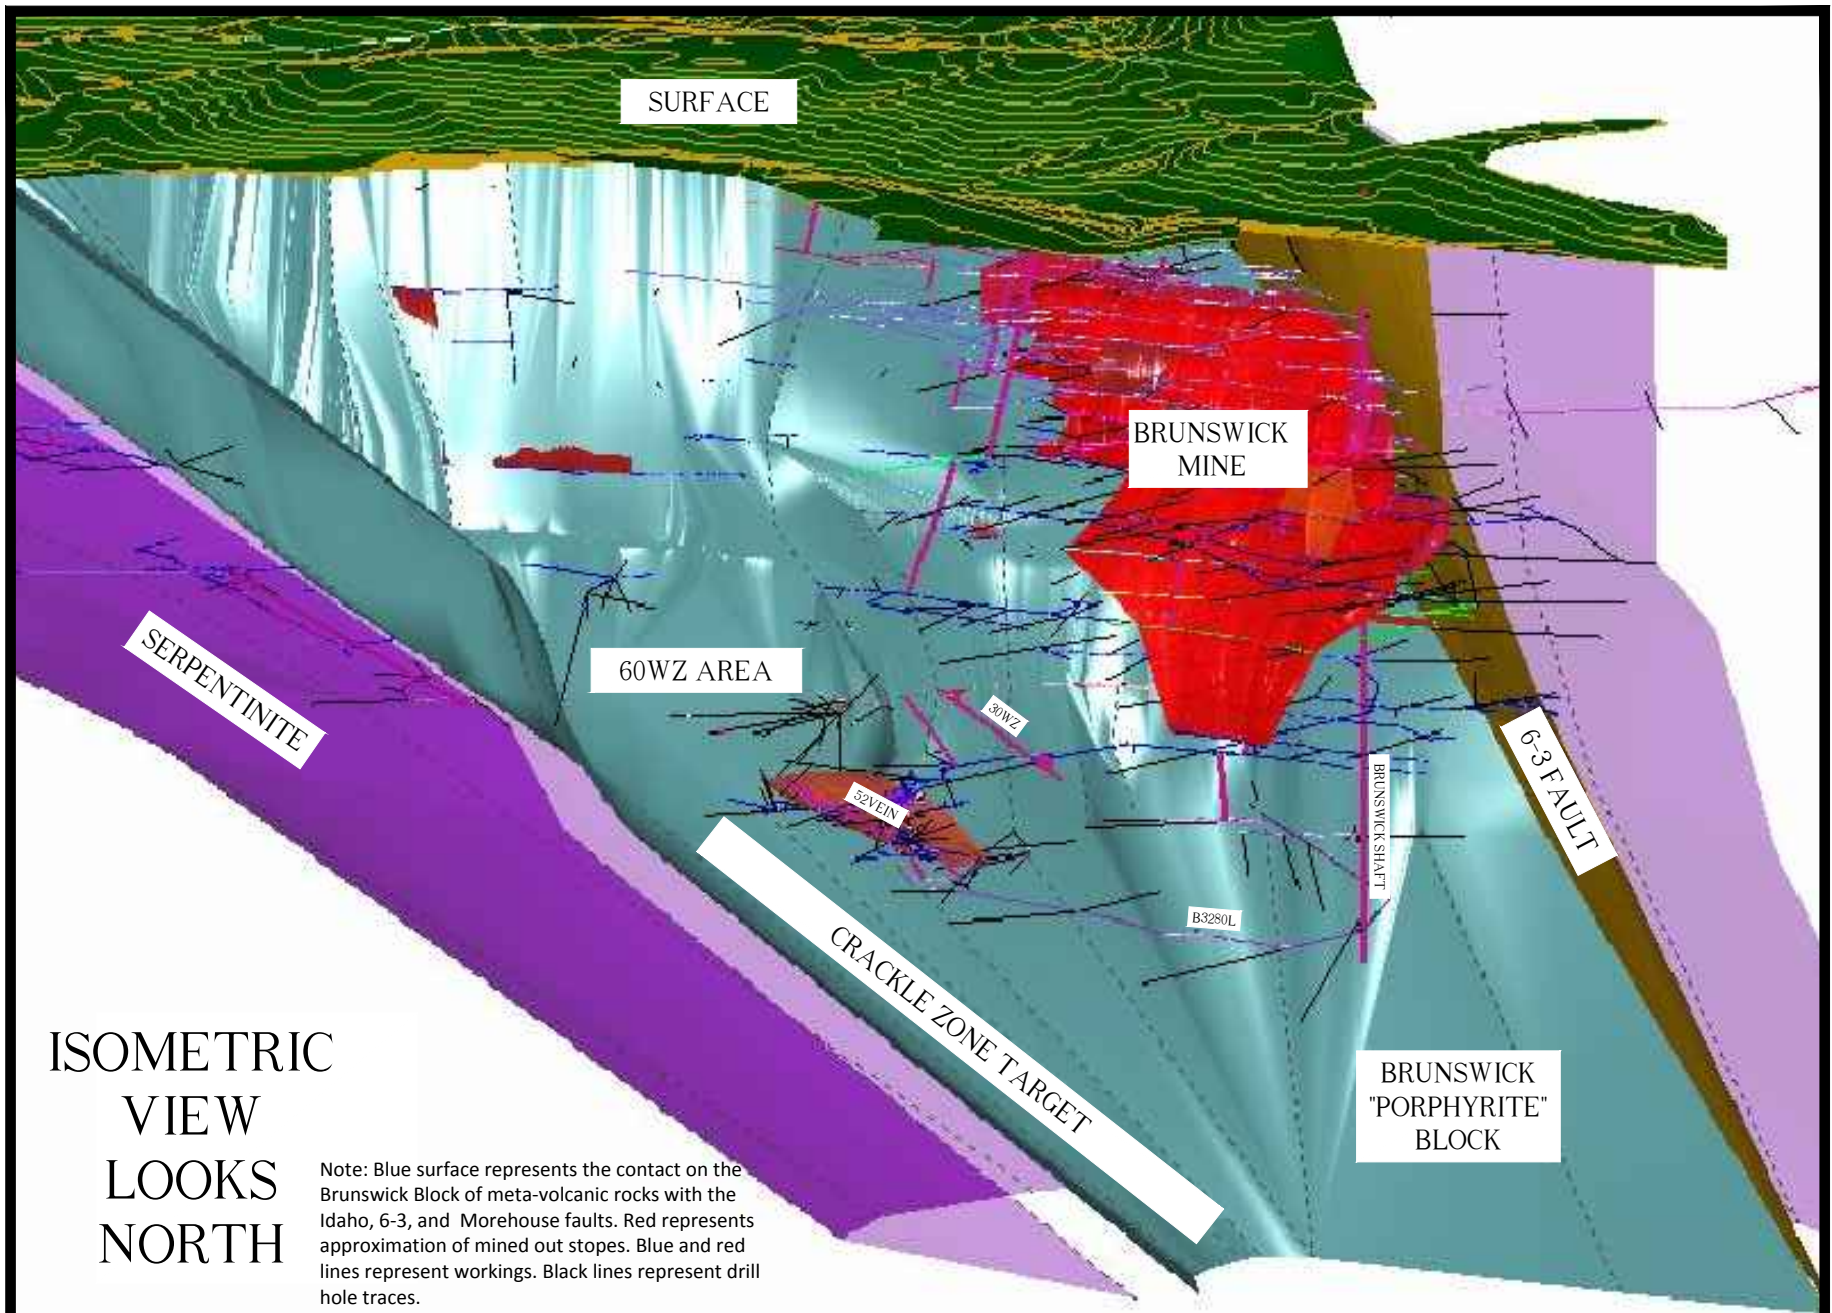 SURFACE
BRUNSWICK
MINE
SERPENTINITE
60WZ AREA
30WZ
52VEIN
6-3 FAULT
BRUNSWICK SHAFT
B3280L
CRACKLE ZONE TARGET
BRUNSWICK
"PORPHYRITE"
BLOCK
ISOMETRIC
VIEW
LOOKS
NORTH
Note: Blue surface represents the contact on the
Brunswick Block of meta-volcanic rocks with the
Idaho, 6-3, and Morehouse faults. Red represents
approximation of mined out stopes. Blue and red
lines represent workings. Black lines represent drill
hole traces.